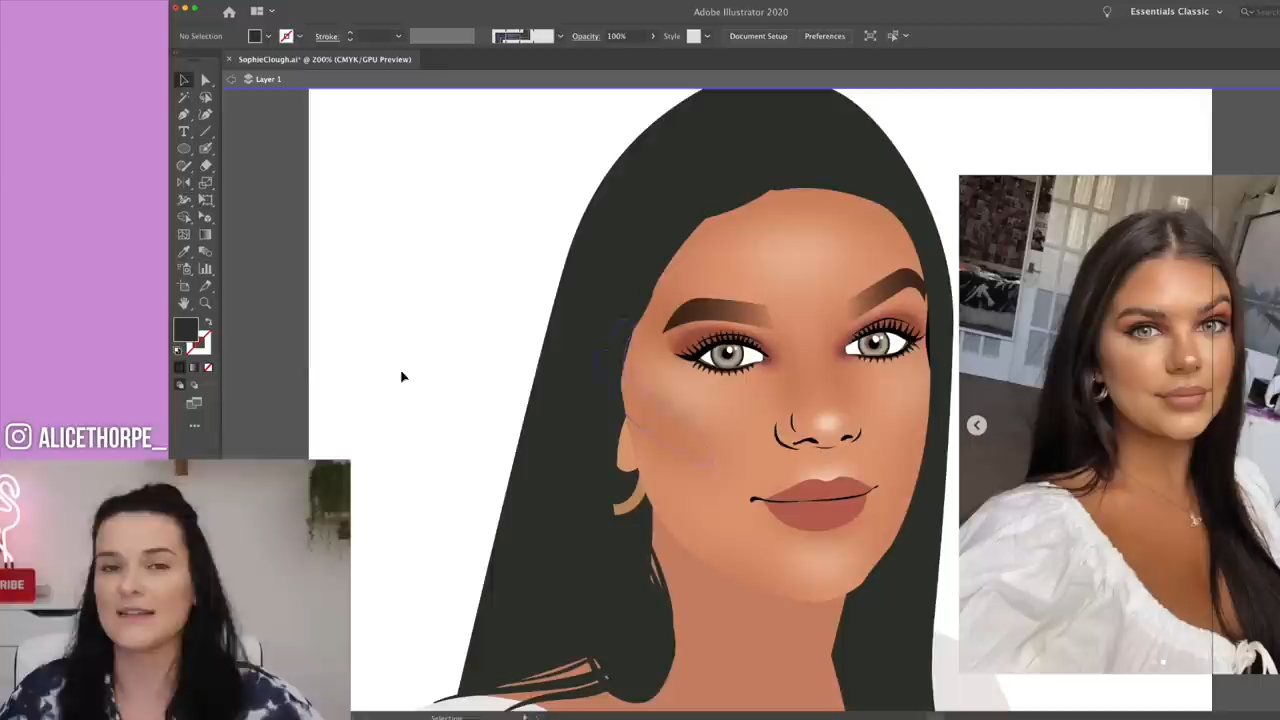 Adobe Illustrator 2020
Essentials Classic
No Selection
Stroke:
Opacity:
100%
Style
Document Setup
Preferences
SophieClough.ai* @ 200% (CMYK/GPU Preview)
Layer 1
ALICETHORPE_
RIBE
Selection